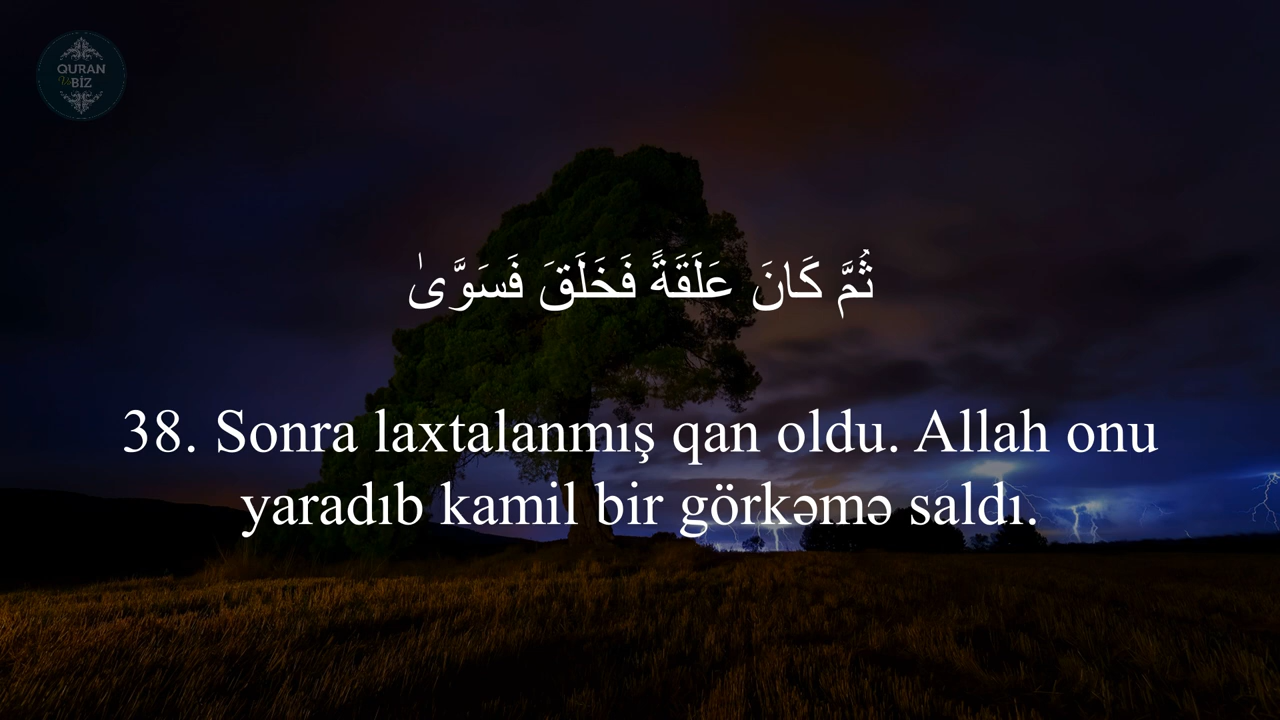 QURAN
Və
BİZ
ثُمَّ كَانَ عَلَقَةً فَخَلَقَ فَسَوَّىٰ
38. Sonra laxtalanmış qan oldu. Allah onu
yaradıb kamil bir görkəmə saldı.